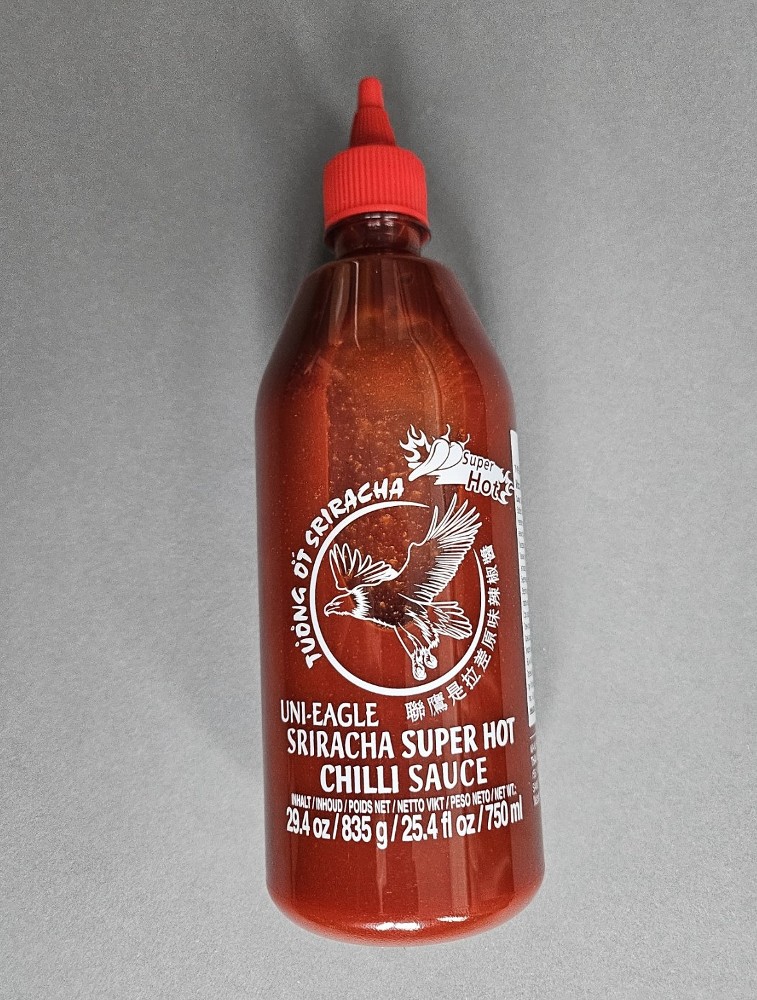 Super
Hot
TƯƠNG ỚT SRIRACHA
聯鷹是拉差原味辣椒醬
UNI-EAGLE
SRIRACHA SUPER HOT
CHILLI SAUCE
INHALT / INHOUD / POIDS NET / NETTO VIKT / PESO NETO / NET WT.:
29.4 oz / 835 g / 25.4 fl oz / 750 ml